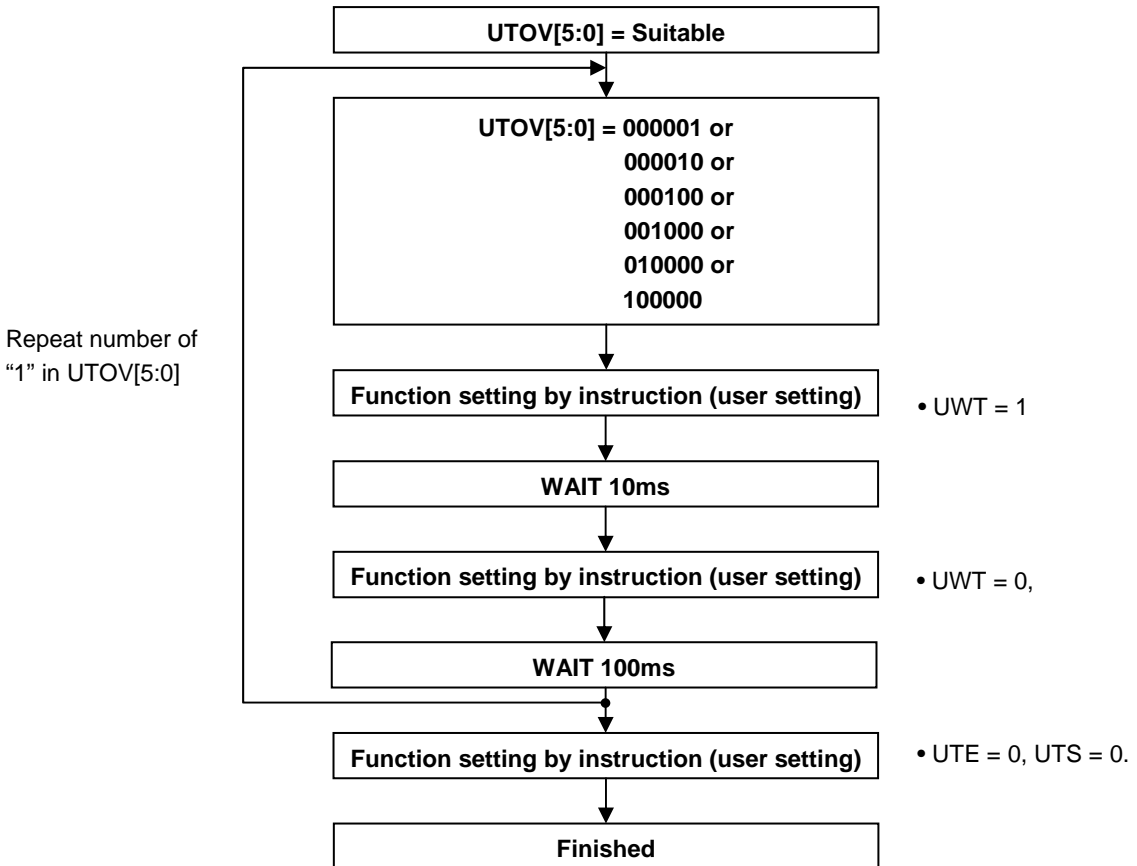 UTOV[5:0] = Suitable
UTOV[5:0] = 000001 or
000010 or
000100 or
001000 or
010000 or
100000
Repeat number of
“1” in UTOV[5:0]
Function setting by instruction (user setting)
• UWT = 1
WAIT 10ms
Function setting by instruction (user setting)
• UWT = 0,
WAIT 100ms
Function setting by instruction (user setting)
• UTE = 0, UTS = 0.
Finished